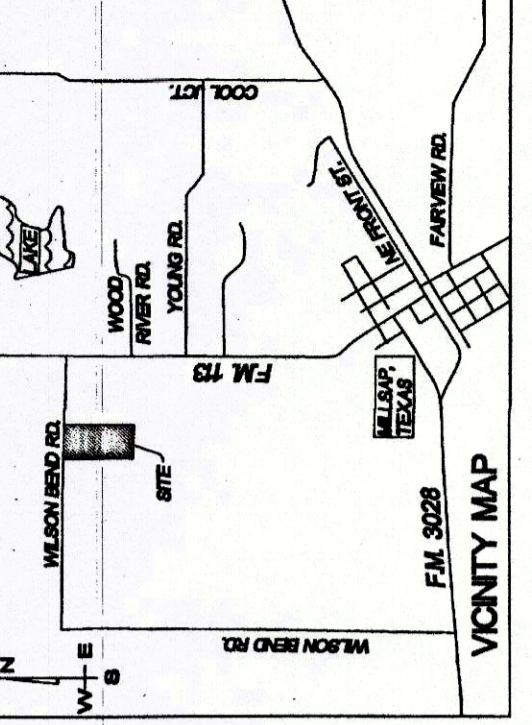 COOL JCT.
LAKE
WOOD
RIVER RD.
YOUNG RD.
NE FRONT ST.
FARVIEW RD.
F.M. 113
WILSON BEND RD.
SITE
MILLSAP,
TEXAS
F.M. 3028
WILSON BEND RD.
N
W E
S
VICINITY MAP